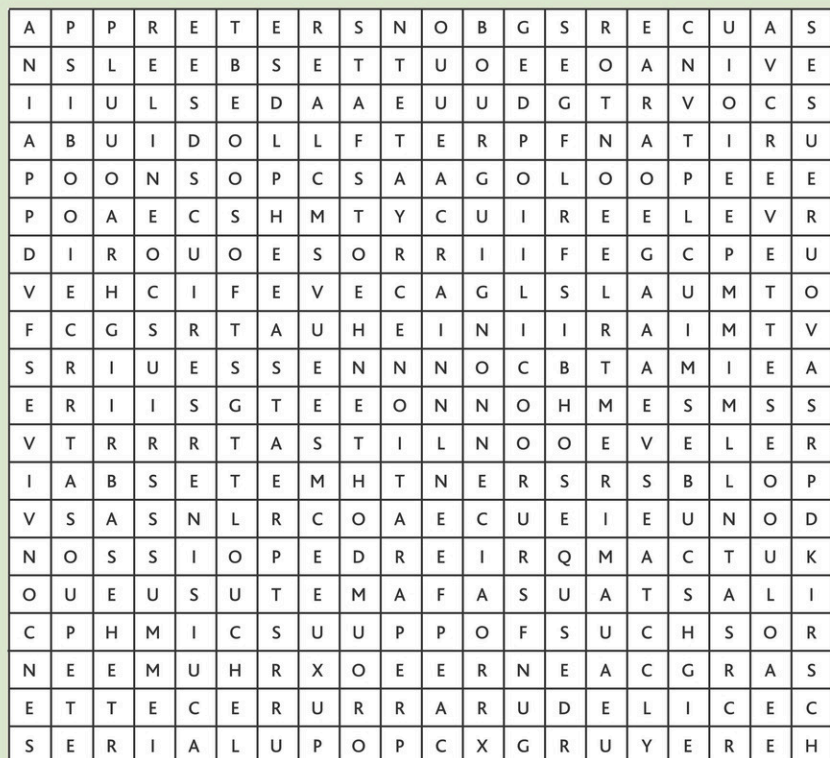 A P P R E T E R S N O B G S R E C U A S
N S L E E B S E T T U O E E O A N I V E
I I U L S E D A A E U U D G T R V O C S
A B U I D O L L F T E R P F N A T I R U
P O O N S O P C S A A G O L O O P E E E
P O A E C S H M T Y C U I R E E L E V R
D I R O U O E S O R R I I F E G C P E U
V E H C I F E V E C A G L S L A U M T O
F C G S R T A U H E I N I I R A I M T V
S R I U E S S E N N N O C B T A M I E A
E R I I S G T E E O N N O H M E S M S S
V T R R R T A S T I L N O O E V E L E R
I A B S E T E M H T N E R S R S B L O P
V S A S N L R C O A E C U E I E U N O D
N O S S I O P E D R E I R Q M A C T U K
O U E U S U T E M A F A S U A T S A L I
C P H M I C S U U P P O F S U C H S O R
N E E M U H R X O E E R N E A C G R A S
E T T E C E R U R R A R U D E L I C E C
S E R I A L U P O P C X G R U Y E R E H